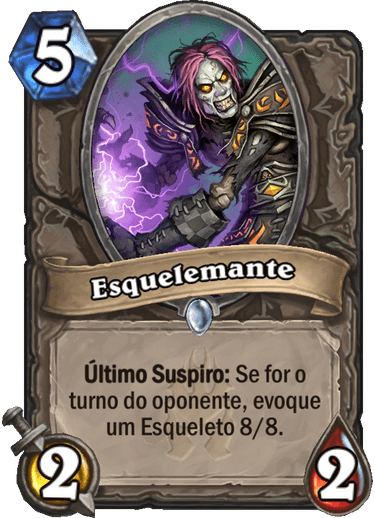 5
Esquelemante
Último Suspiro: Se for o
turno do oponente, evoque
um Esqueleto 8/8.
2
2